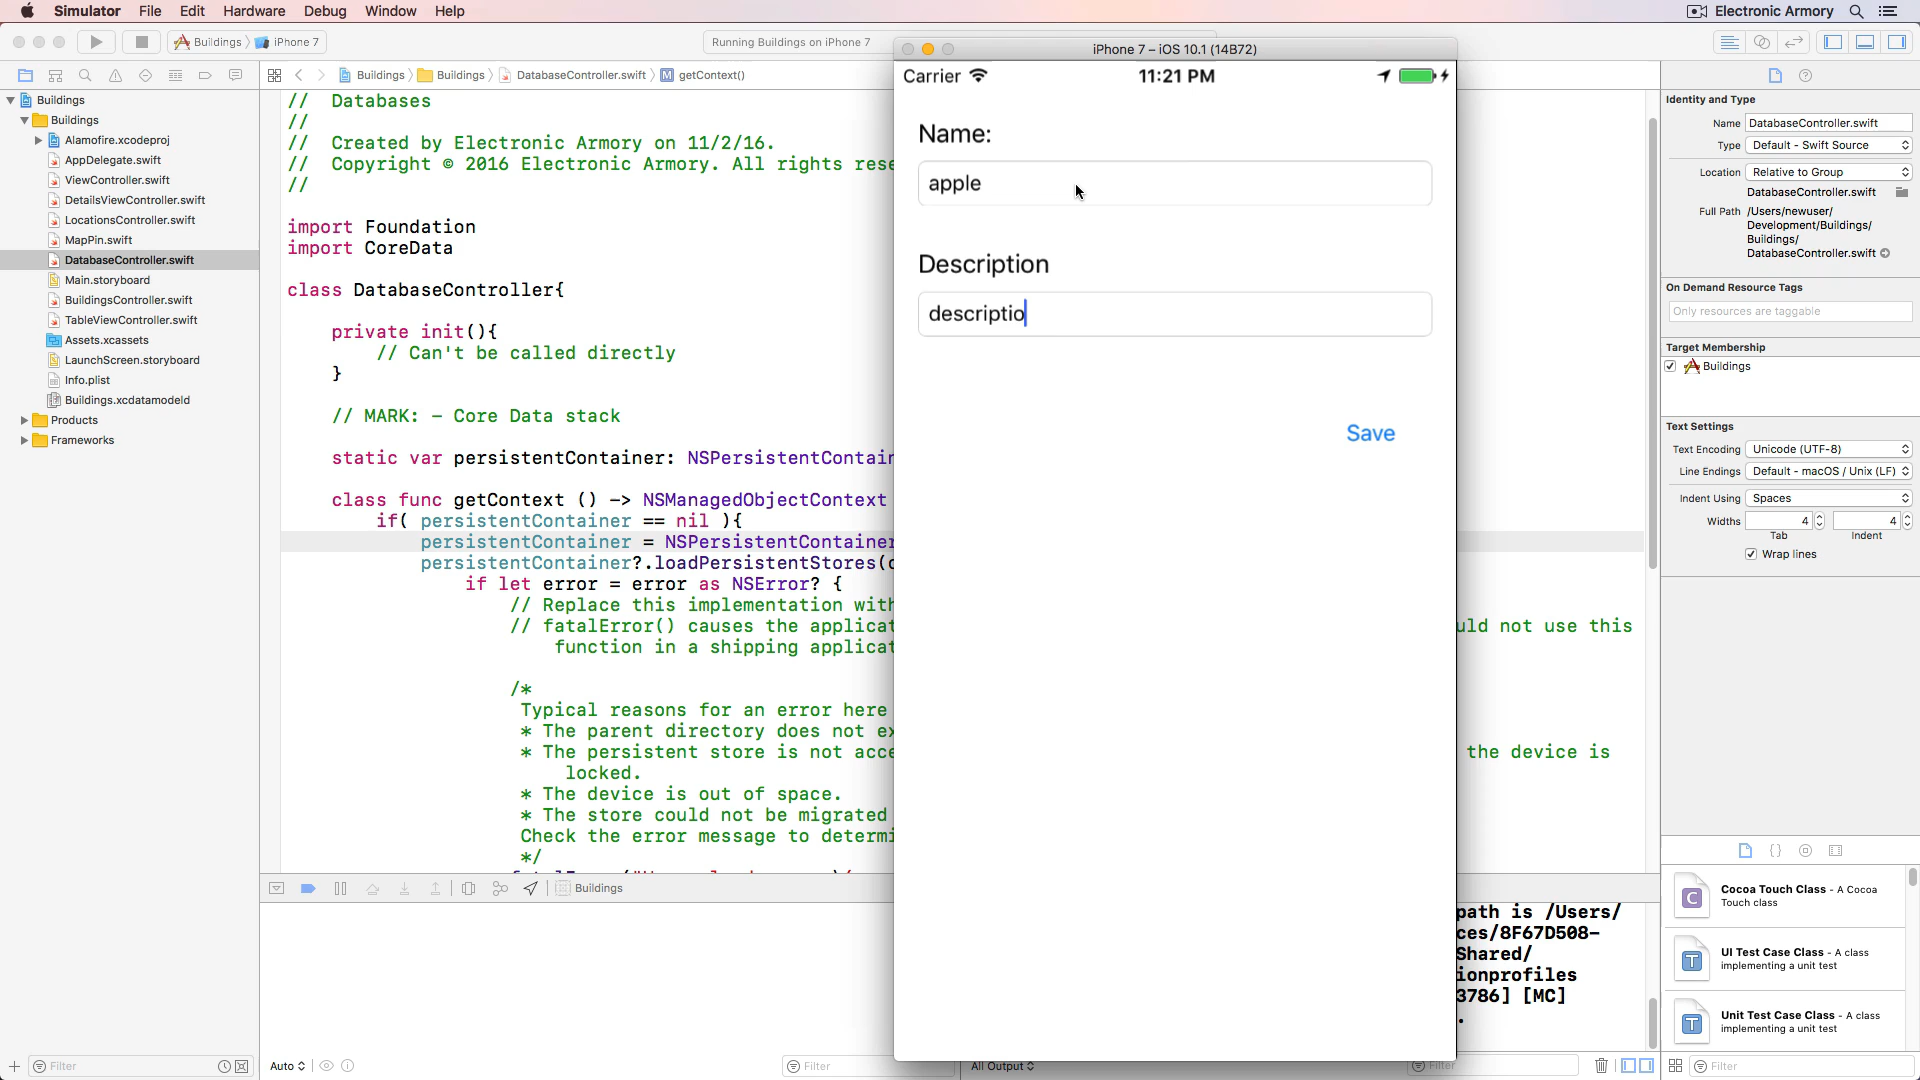 Simulator File Edit Hardware Debug Window Help
Electronic Armory
Buildings iPhone 7
Running Buildings on iPhone 7
Buildings Buildings DatabaseController.swift getContext()
Buildings
Buildings
Alamofire.xcodeproj
AppDelegate.swift
ViewController.swift
DetailsViewController.swift
LocationsController.swift
MapPin.swift
DatabaseController.swift
Main.storyboard
BuildingsController.swift
TableViewController.swift
Assets.xcassets
LaunchScreen.storyboard
Info.plist
Buildings.xcdatamodeld
Products
Frameworks
Filter
// Databases
//
// Created by Electronic Armory on 11/2/16.
// Copyright © 2016 Electronic Armory. All rights rese
//
import Foundation
import CoreData
class DatabaseController{
private init(){
// Can't be called directly
}
// MARK: - Core Data stack
static var persistentContainer: NSPersistentContain
class func getContext () -> NSManagedObjectContext
if( persistentContainer == nil ){
persistentContainer = NSPersistentContainer
persistentContainer?.loadPersistentStores(c
if let error = error as NSError? {
// Replace this implementation with
// fatalError() causes the applicat uld not use this
function in a shipping applicat
/*
Typical reasons for an error here
* The parent directory does not ex
* The persistent store is not acce the device is
locked.
* The device is out of space.
* The store could not be migrated
Check the error message to determi
*/
Buildings
Auto
Filter
All Output
Filter
path is /Users/
ces/8F67D508-
Shared/
ionprofiles
3786] [MC]
.
iPhone 7 – iOS 10.1 (14B72)
Carrier 11:21 PM
Name:
apple
Description
descriptio
Save
Identity and Type
Name DatabaseController.swift
Type Default - Swift Source
Location Relative to Group
DatabaseController.swift
Full Path /Users/newuser/
Development/Buildings/
Buildings/
DatabaseController.swift
On Demand Resource Tags
Only resources are taggable
Target Membership
Buildings
Text Settings
Text Encoding Unicode (UTF-8)
Line Endings Default - macOS / Unix (LF)
Indent Using Spaces
Widths 4 4
Tab Indent
Wrap lines
C Cocoa Touch Class - A Cocoa
Touch class
T UI Test Case Class - A class
implementing a unit test
T Unit Test Case Class - A class
implementing a unit test
Filter